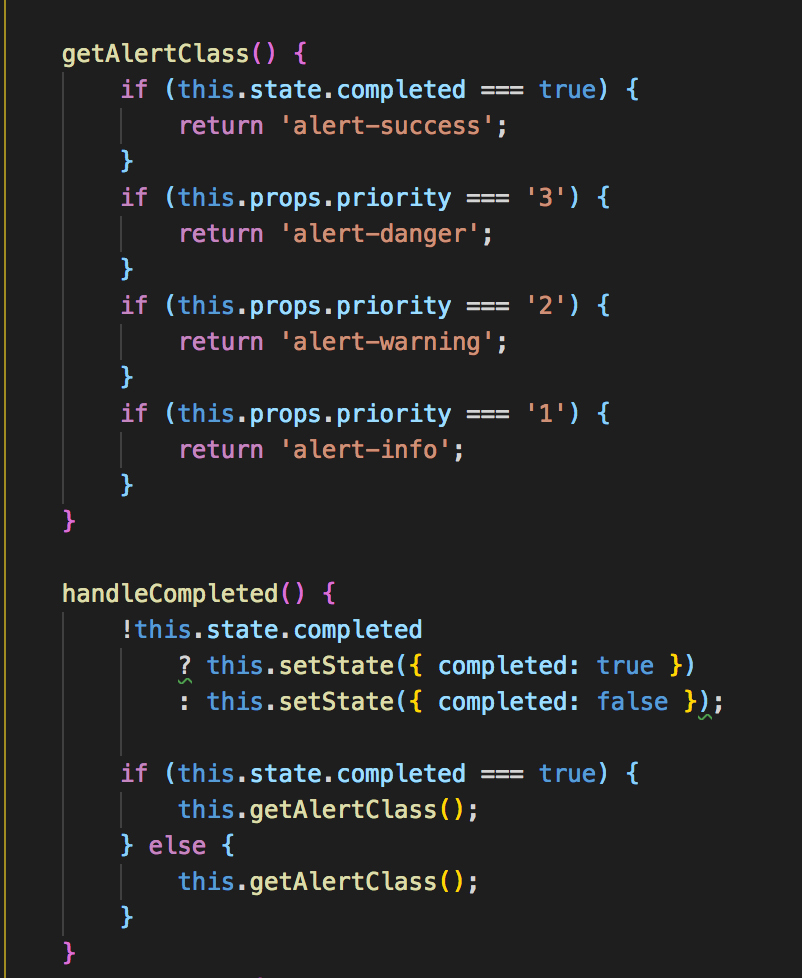 getAlertClass() {
    if (this.state.completed === true) {
        return 'alert-success';
    }
    if (this.props.priority === '3') {
        return 'alert-danger';
    }
    if (this.props.priority === '2') {
        return 'alert-warning';
    }
    if (this.props.priority === '1') {
        return 'alert-info';
    }
}

handleCompleted() {
    !this.state.completed
        ? this.setState({ completed: true })
        : this.setState({ completed: false });

    if (this.state.completed === true) {
        this.getAlertClass();
    } else {
        this.getAlertClass();
    }
}